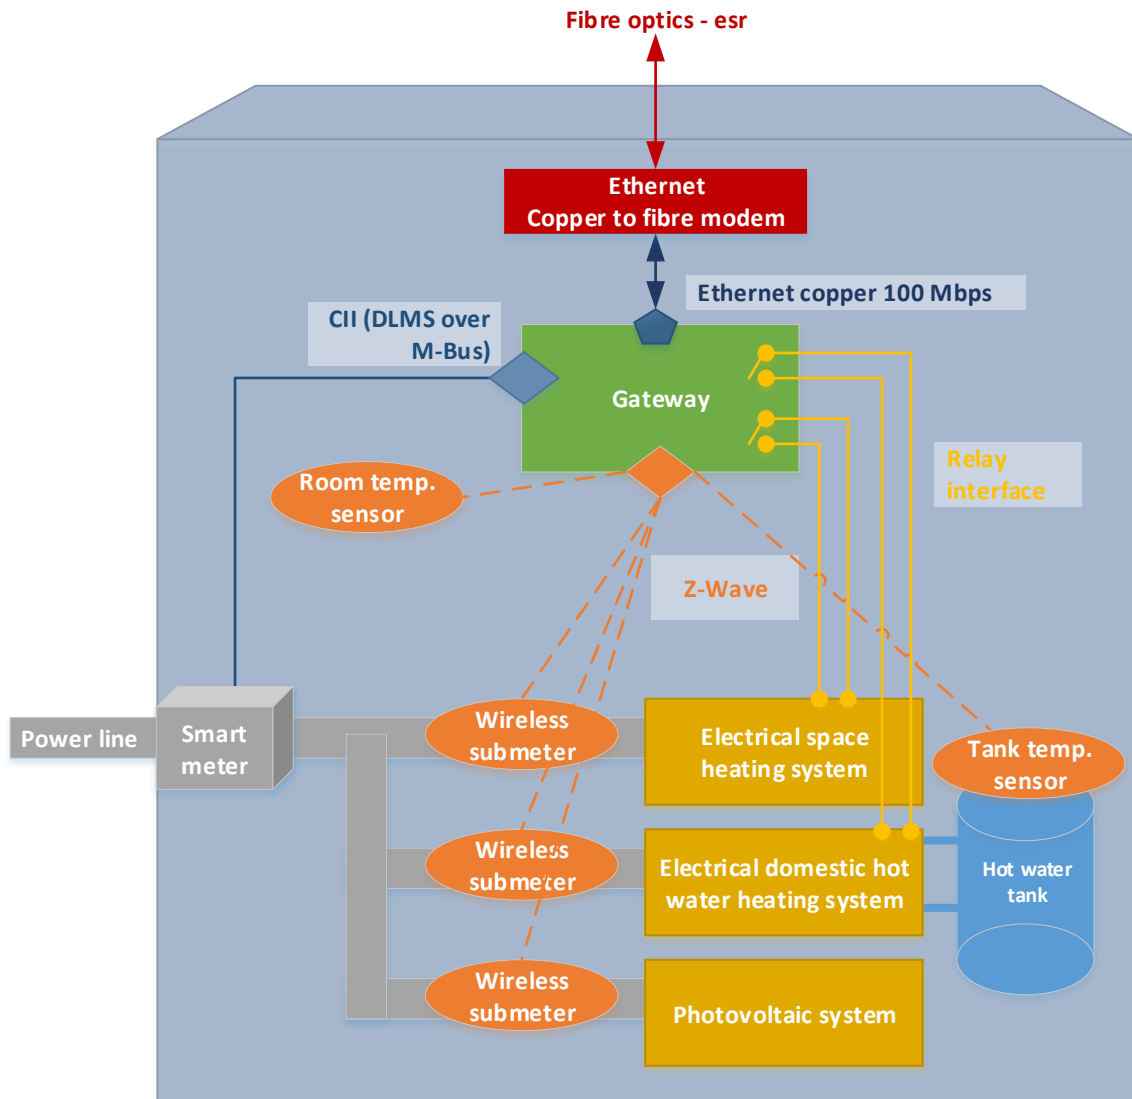 Fibre optics - esr
Ethernet
Copper to fibre modem
Ethernet copper 100 Mbps
CII (DLMS over
M-Bus)
Gateway
Relay
interface
Room temp.
sensor
Z-Wave
Power line
Smart
meter
Wireless
submeter
Electrical space
heating system
Tank temp.
sensor
Wireless
submeter
Electrical domestic hot
water heating system
Hot water
tank
Wireless
submeter
Photovoltaic system